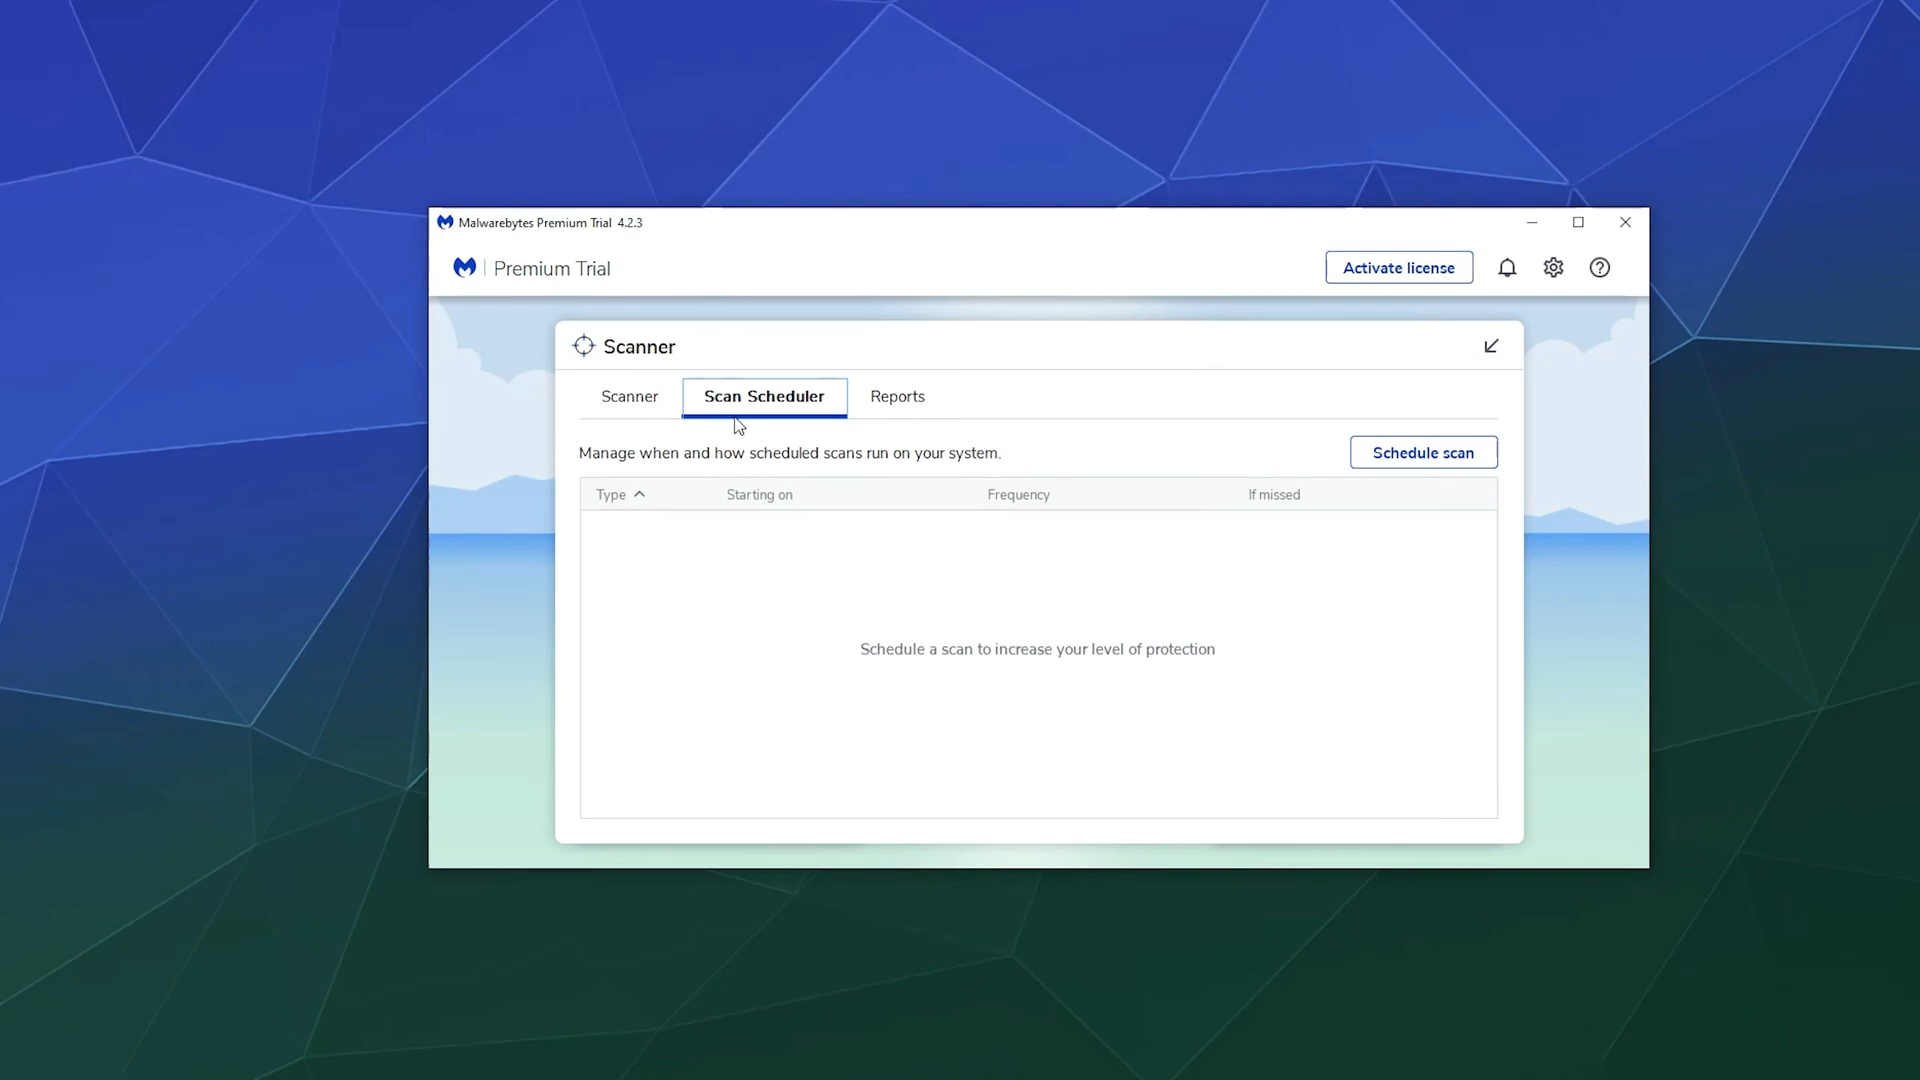 Malwarebytes Premium Trial 4.2.3
Premium Trial
Activate license
Scanner
Scanner
Scan Scheduler
Reports
Manage when and how scheduled scans run on your system.
Schedule scan
Type
Starting on
Frequency
If missed
Schedule a scan to increase your level of protection